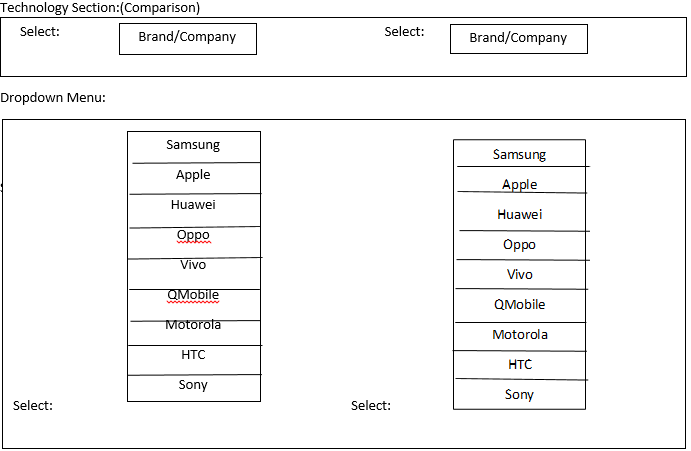 Technology Section:(Comparison)
Select: Brand/Company Select: Brand/Company
Dropdown Menu:
Samsung Samsung
Apple Apple
Huawei Huawei
Oppo Oppo
Vivo Vivo
QMobile QMobile
Motorola Motorola
HTC HTC
Sony Sony
Select: Select: